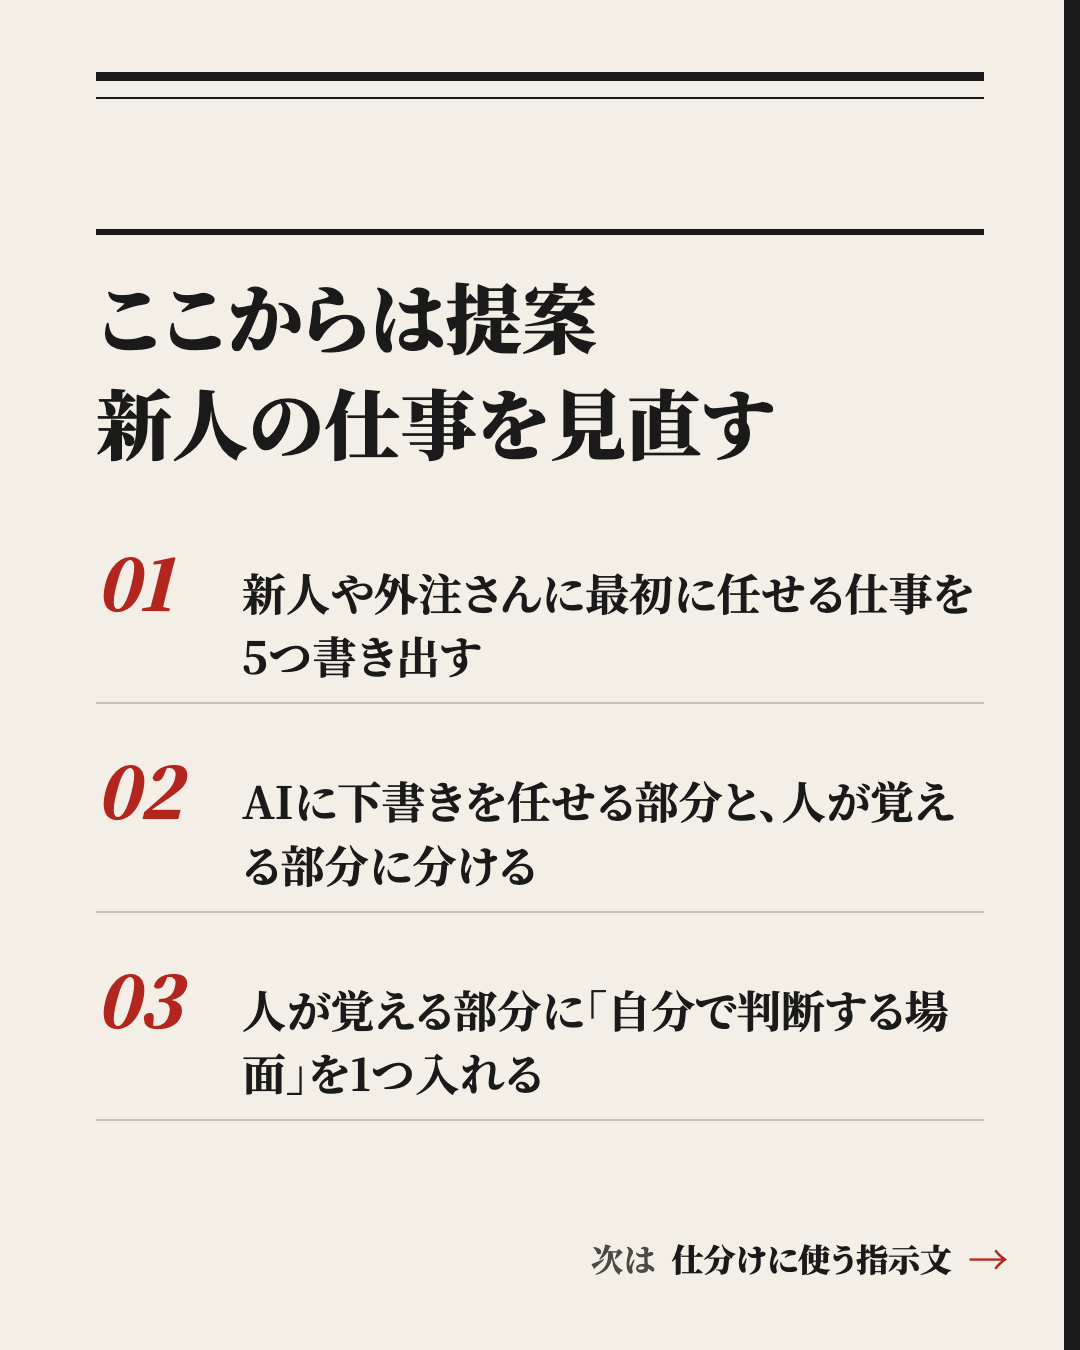 ここからは提案
新人の仕事を見直す
01
新人や外注さんに最初に任せる仕事を
5つ書き出す
02
AIに下書きを任せる部分と、人が覚え
る部分に分ける
03
人が覚える部分に「自分で判断する場
面」を1つ入れる
次は 仕分けに使う指示文 →